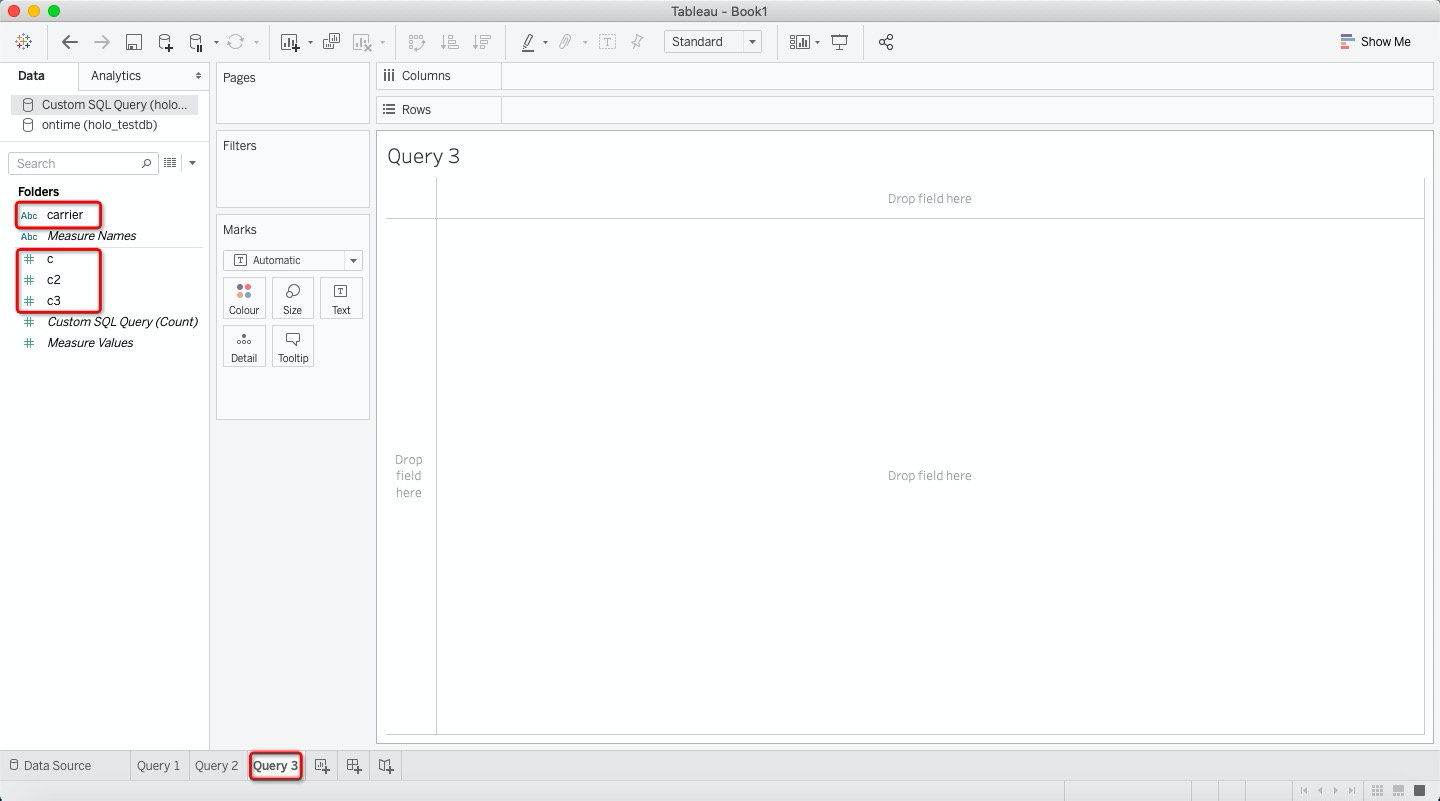 Tableau - Book1
Standard
Show Me
Data
Analytics
Custom SQL Query (holo...
ontime (holo_testdb)
Search
Folders
Abc carrier
Abc Measure Names
# c
# c2
# c3
# Custom SQL Query (Count)
# Measure Values
Pages
Filters
Marks
T Automatic
Colour
Size
T
Text
Detail
Tooltip
Columns
Rows
Query 3
Drop field here
Drop
field
here
Drop field here
Data Source
Query 1
Query 2
Query 3